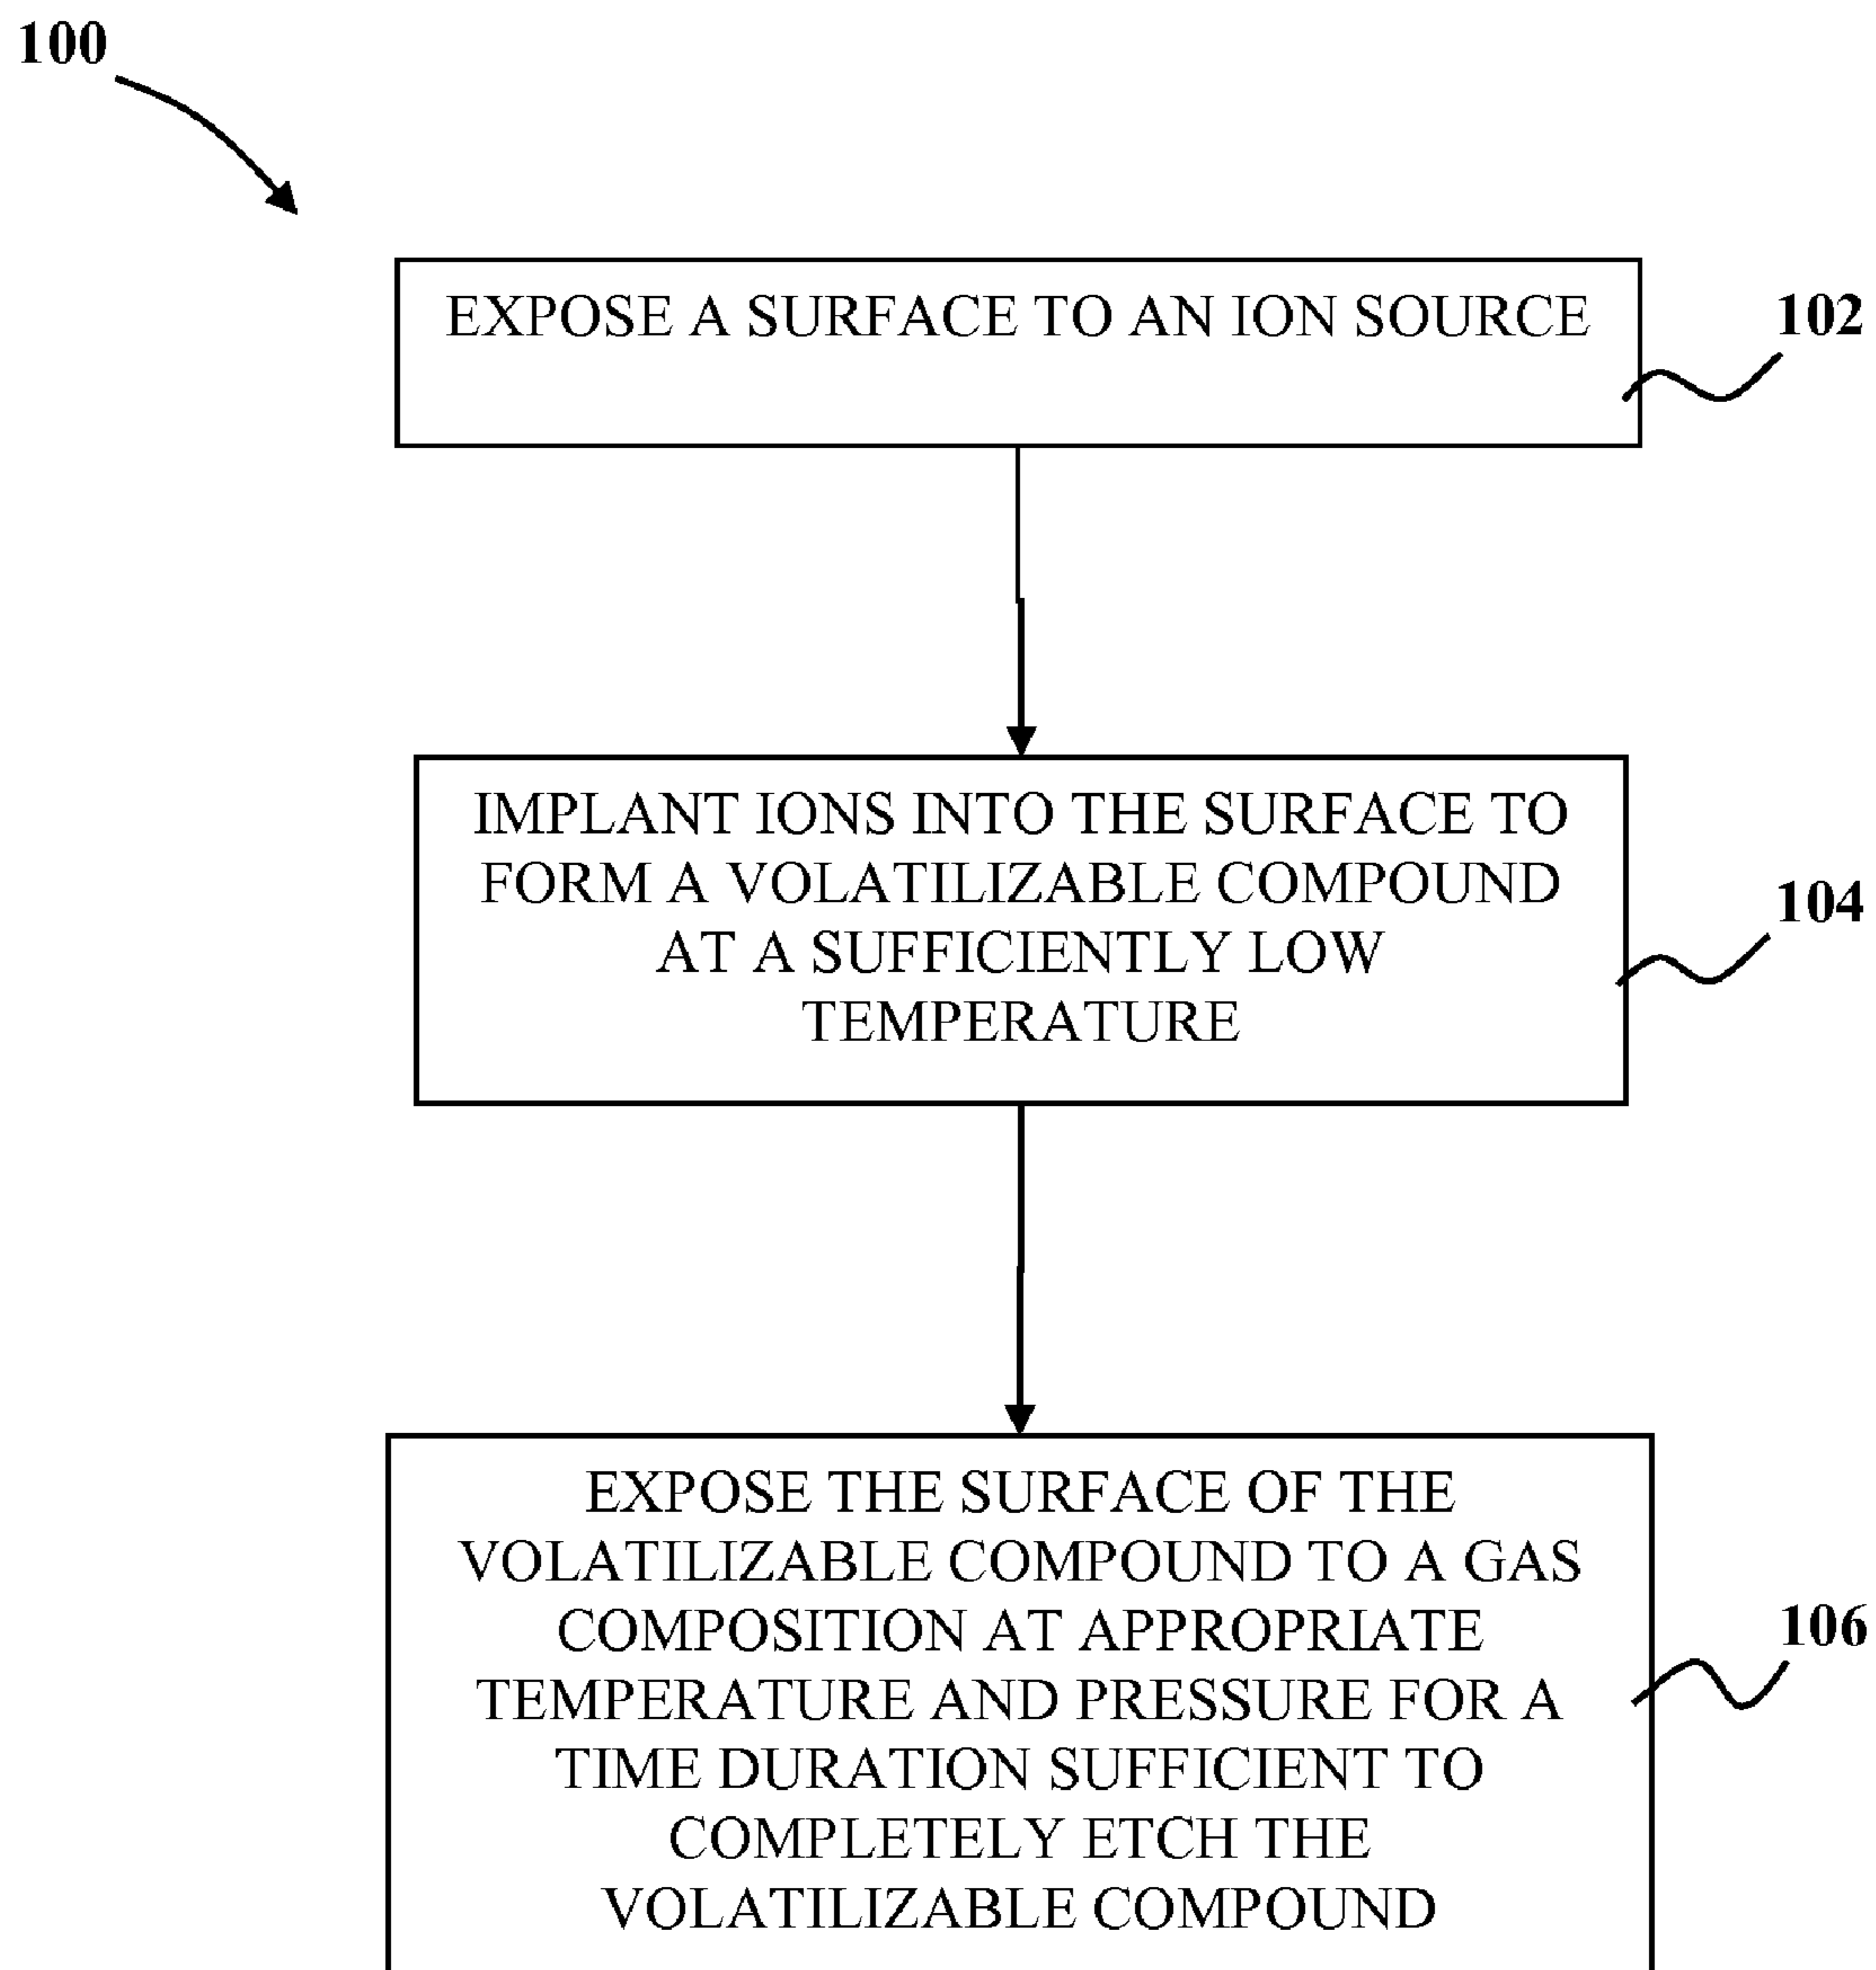 100
EXPOSE A SURFACE TO AN ION SOURCE
102
IMPLANT IONS INTO THE SURFACE TO
FORM A VOLATILIZABLE COMPOUND
AT A SUFFICIENTLY LOW
TEMPERATURE
104
EXPOSE THE SURFACE OF THE
VOLATILIZABLE COMPOUND TO A GAS
COMPOSITION AT APPROPRIATE
TEMPERATURE AND PRESSURE FOR A
TIME DURATION SUFFICIENT TO
COMPLETELY ETCH THE
VOLATILIZABLE COMPOUND
106